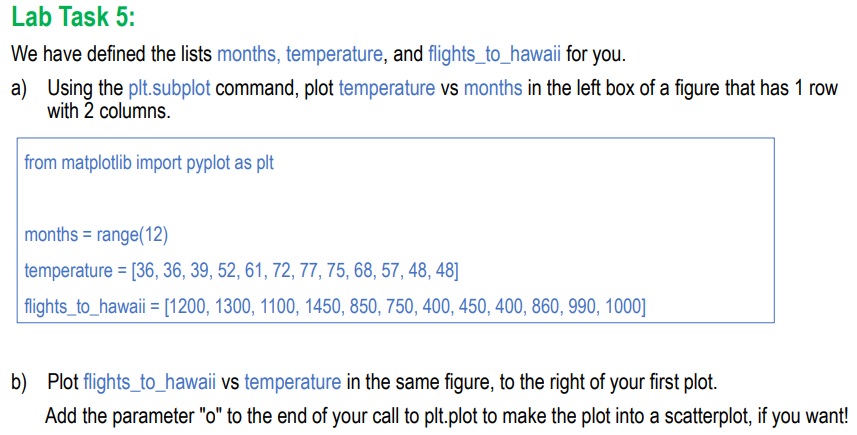 Lab Task 5:
We have defined the lists months, temperature, and flights_to_hawaii for you.
a) Using the plt.subplot command, plot temperature vs months in the left box of a figure that has 1 row
with 2 columns.
from matplotlib import pyplot as plt
months = range(12)
temperature = [36, 36, 39, 52, 61, 72, 77, 75, 68, 57, 48, 48]
flights_to_hawaii = [1200, 1300, 1100, 1450, 850, 750, 400, 450, 400, 860, 990, 1000]
b) Plot flights_to_hawaii vs temperature in the same figure, to the right of your first plot.
Add the parameter "o" to the end of your call to plt.plot to make the plot into a scatterplot, if you want!